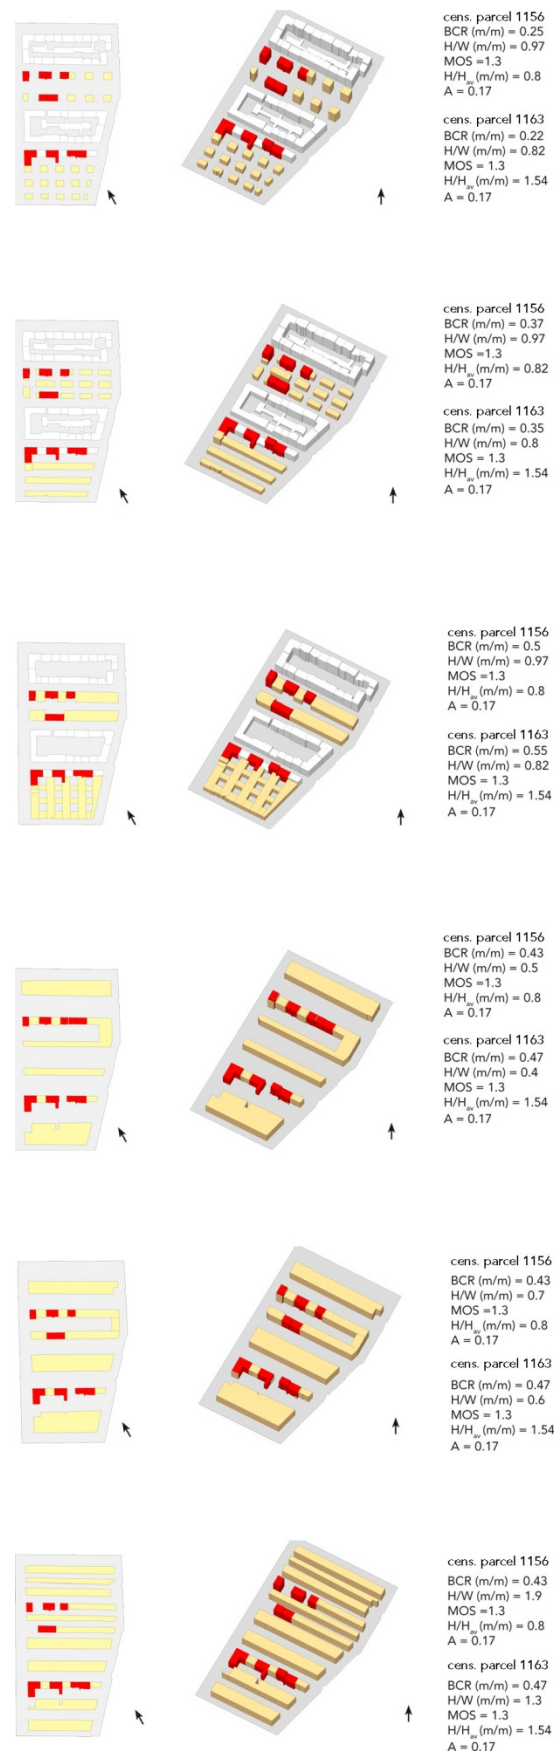 cens. parcel 1156
BCR (m/m) = 0.25
H/W (m/m) = 0.97
MOS =1.3
H/Hav (m/m) = 0.8
A = 0.17
cens. parcel 1163
BCR (m/m) = 0.22
H/W (m/m) = 0.82
MOS = 1.3
H/Hav (m/m) = 1.54
A = 0.17
cens. parcel 1156
BCR (m/m) = 0.37
H/W (m/m) = 0.97
MOS =1.3
H/Hav (m/m) = 0.82
A = 0.17
cens. parcel 1163
BCR (m/m) = 0.35
H/W (m/m) = 0.8
MOS = 1.3
H/Hav (m/m) = 1.54
A = 0.17
cens. parcel 1156
BCR (m/m) = 0.5
H/W (m/m) = 0.97
MOS =1.3
H/Hav (m/m) = 0.8
A = 0.17
cens. parcel 1163
BCR (m/m) = 0.55
H/W (m/m) = 0.82
MOS = 1.3
H/Hav (m/m) = 1.54
A = 0.17
cens. parcel 1156
BCR (m/m) = 0.43
H/W (m/m) = 0.5
MOS =1.3
H/Hav (m/m) = 0.8
A = 0.17
cens. parcel 1163
BCR (m/m) = 0.47
H/W (m/m) = 0.4
MOS = 1.3
H/Hav (m/m) = 1.54
A = 0.17
cens. parcel 1156
BCR (m/m) = 0.43
H/W (m/m) = 0.7
MOS =1.3
H/Hav (m/m) = 0.8
A = 0.17
cens. parcel 1163
BCR (m/m) = 0.47
H/W (m/m) = 0.6
MOS = 1.3
H/Hav (m/m) = 1.54
A = 0.17
cens. parcel 1156
BCR (m/m) = 0.43
H/W (m/m) = 1.9
MOS =1.3
H/Hav (m/m) = 0.8
A = 0.17
cens. parcel 1163
BCR (m/m) = 0.47
H/W (m/m) = 1.3
MOS = 1.3
H/Hav (m/m) = 1.54
A = 0.17